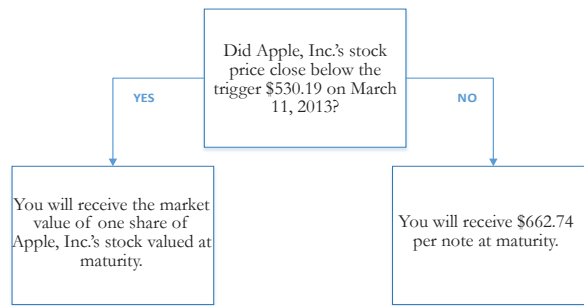 Did Apple, Inc.'s stock
price close below the
trigger $530.19 on March
11, 2013?
YES
NO
You will receive the market
value of one share of
Apple, Inc.'s stock valued at
maturity.
You will receive $662.74
per note at maturity.